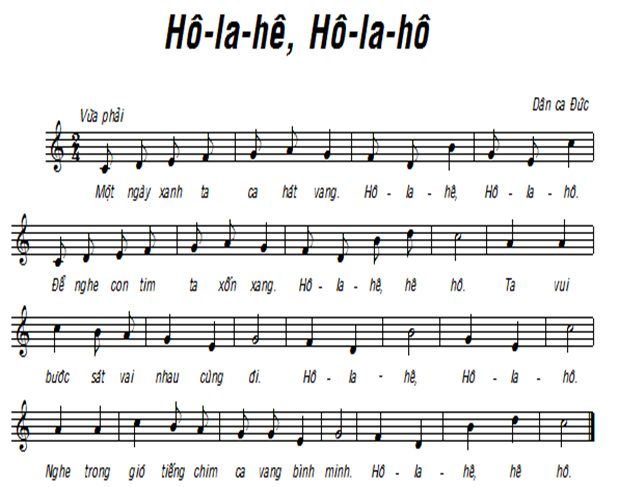 Hô-la-hê, Hô-la-hô
Dân ca Đức
Vừa phải
2
4
Một ngày xanh ta ca hát vang. Hô - la - hê, Hô - la - hô.
Để nghe con tim ta xốn xang. Hô - la - hê, hê hô. Ta vui
bước sát vai nhau cùng đi. Hô - la - hê, Hô - la - hô.
Nghe trong gió tiếng chim ca vang bình minh. Hô - la - hê, hê hô.